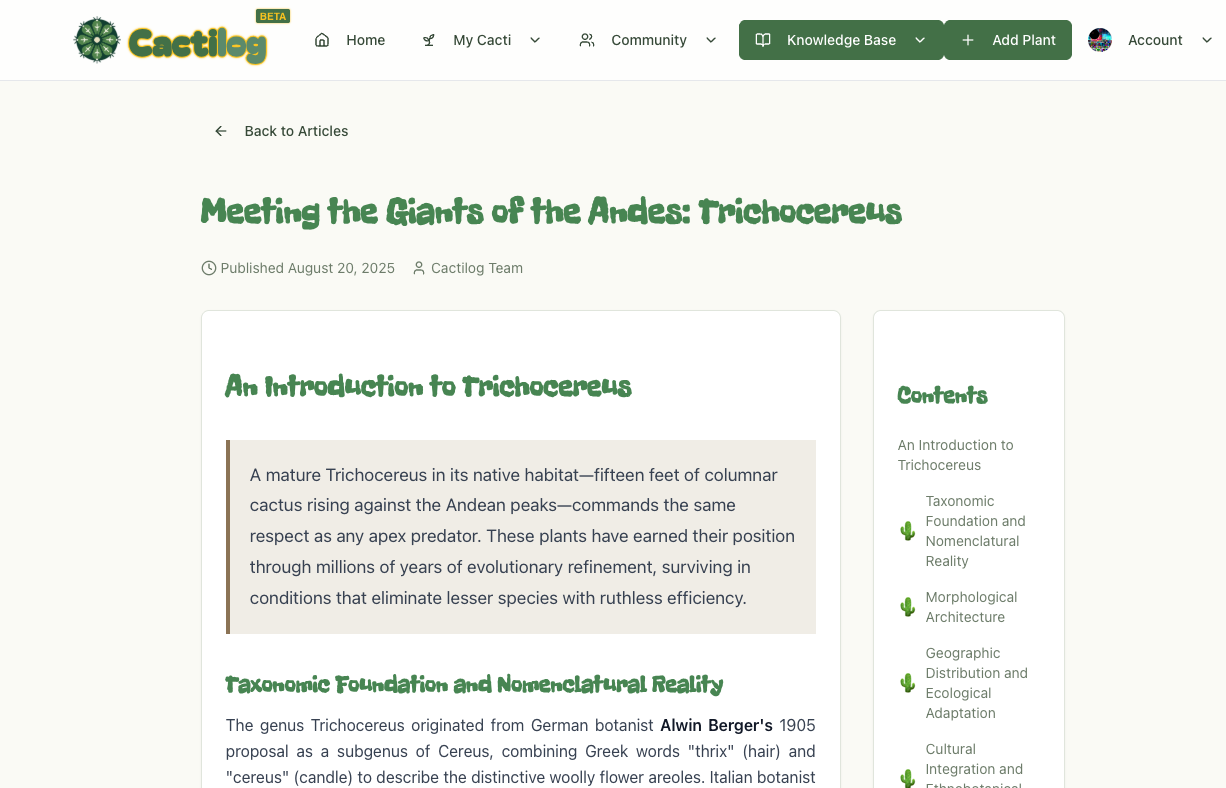 BETA
Cactilog
Home
My Cacti
Community
Knowledge Base
Add Plant
Account
Back to Articles
Meeting the Giants of the Andes: Trichocereus
Published August 20, 2025
Cactilog Team
An Introduction to Trichocereus
A mature Trichocereus in its native habitat—fifteen feet of columnar
cactus rising against the Andean peaks—commands the same
respect as any apex predator. These plants have earned their position
through millions of years of evolutionary refinement, surviving in
conditions that eliminate lesser species with ruthless efficiency.
Taxonomic Foundation and Nomenclatural Reality
The genus Trichocereus originated from German botanist Alwin Berger's 1905
proposal as a subgenus of Cereus, combining Greek words "thrix" (hair) and
"cereus" (candle) to describe the distinctive woolly flower areoles. Italian botanist
Contents
An Introduction to
Trichocereus
Taxonomic
Foundation and
Nomenclatural
Reality
Morphological
Architecture
Geographic
Distribution and
Ecological
Adaptation
Cultural
Integration and
Ethnobotanical